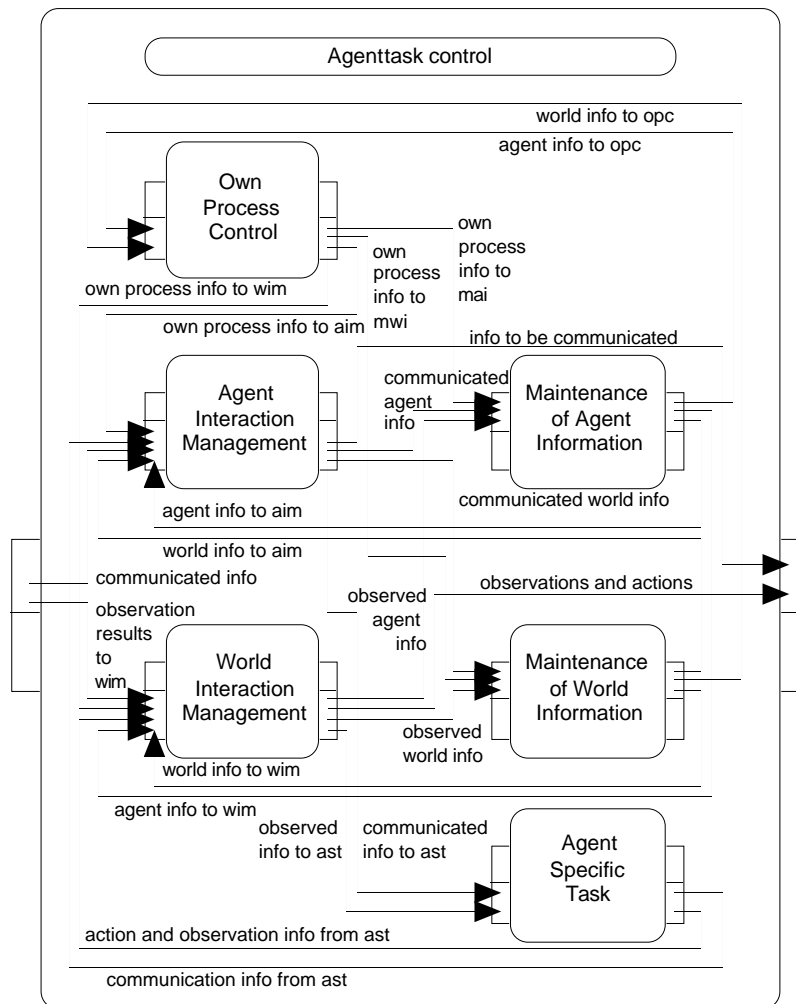 Agenttask control
world info to opc
agent info to opc
Own
Process
Control
own
process
info to
mwi
own
process
info to
mai
own process info to wim
own process info to aim
info to be communicated
Agent
Interaction
Management
communicated
agent
info
Maintenance
of Agent
Information
communicated world info
agent info to aim
world info to aim
communicated info
observations and actions
observation
results
to
wim
observed
agent
info
World
Interaction
Management
Maintenance
of World
Information
observed
world info
world info to wim
agent info to wim
observed
info to ast
communicated
info to ast
Agent
Specific
Task
action and observation info from ast
communication info from ast